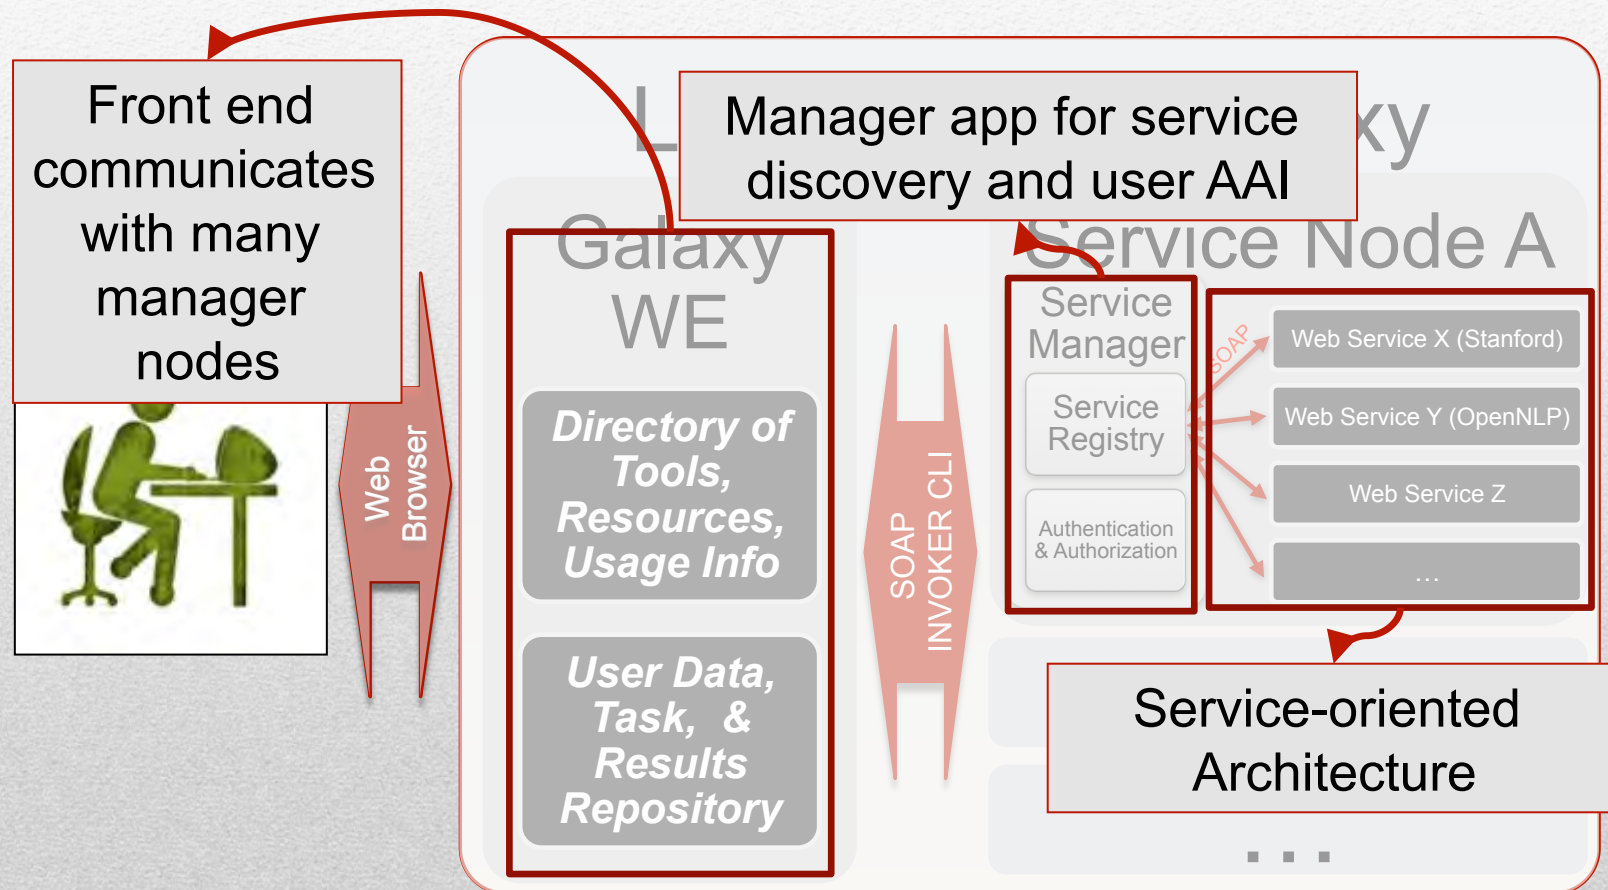 Front end
communicates
with many
manager
nodes
Manager app for service
discovery and user AAI
Galaxy
WE
Directory of
Tools,
Resources,
Usage Info
User Data,
Task, &
Results
Repository
Web
Browser
SOAP
INVOKER CLI
Service Node A
Service
Manager
Service
Registry
Authentication
& Authorization
SOAP
Web Service X (Stanford)
Web Service Y (OpenNLP)
Web Service Z
…
Service-oriented
Architecture
...